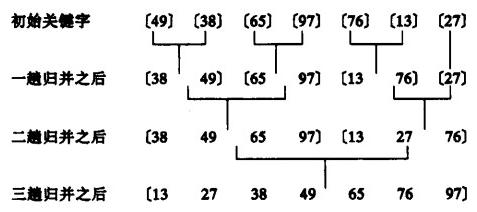 初始关键字 [49] [38] [65] [97] [76] [13] [27]
一趟归并之后 [38 49] [65 97] [13 76] [27]
二趟归并之后 [38 49 65 97] [13 27 76]
三趟归并之后 [13 27 38 49 65 76 97]